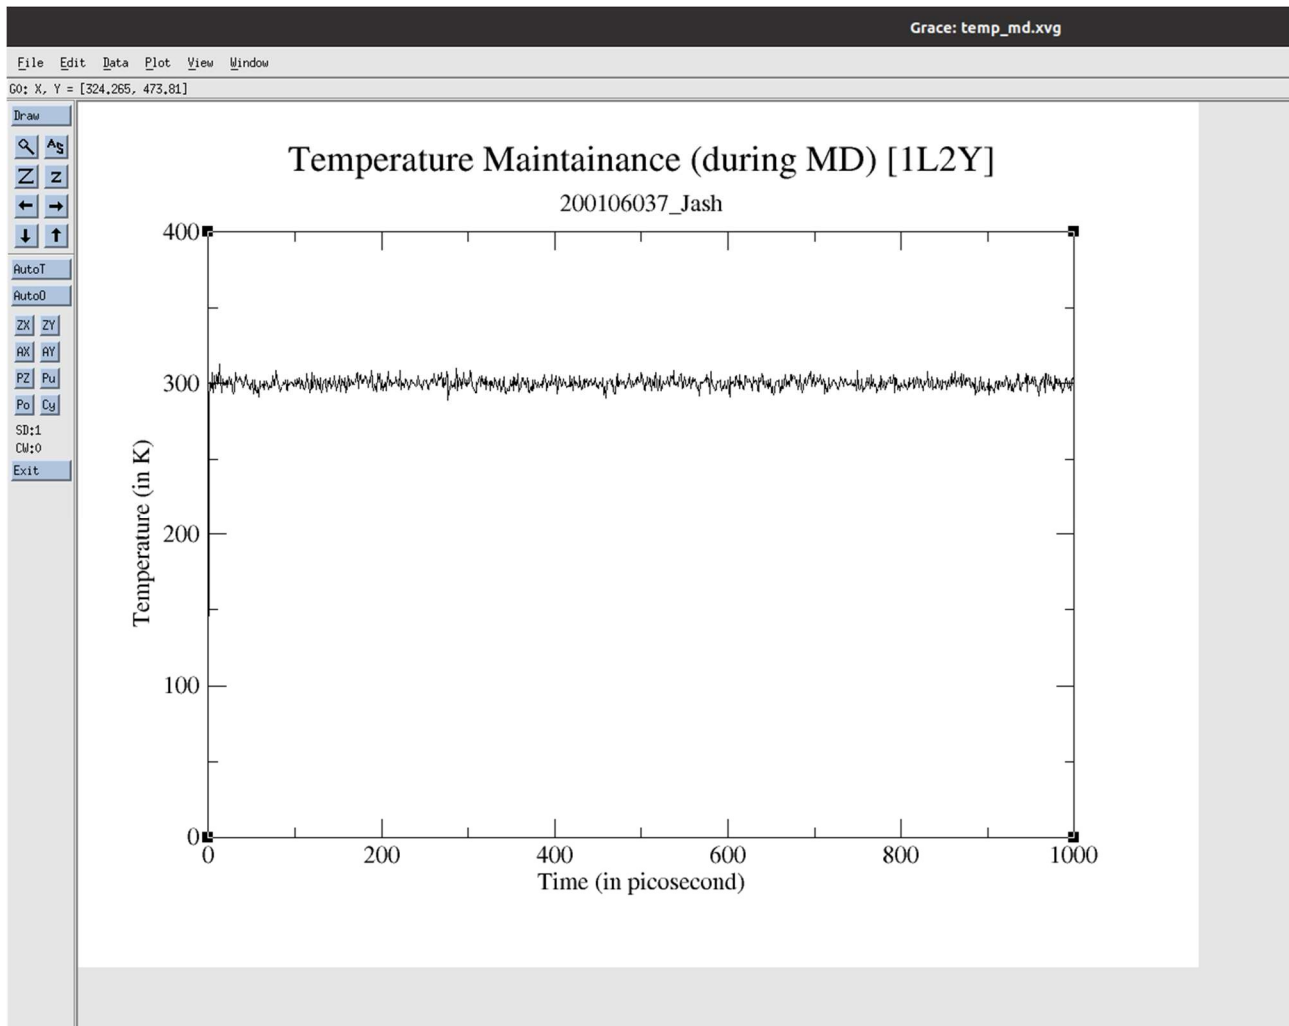 Grace: temp_md.xvg
File Edit Data Plot View Window
G0: X, Y = [324.265, 473.81]
Draw
AS
Z z
AutoT
AutoO
ZX ZY
AX AY
PZ Pu
Po Cy
SD:1
CW:0
Exit
Temperature Maintainance (during MD) [1L2Y]
200106037_Jash
400
300
200
100
0
Temperature (in K)
0 200 400 600 800 1000
Time (in picosecond)